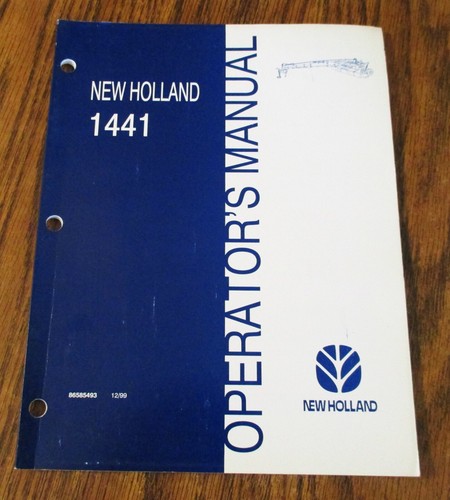 NEW HOLLAND
1441
OPERATOR'S MANUAL
86585493 12/99
NEW HOLLAND